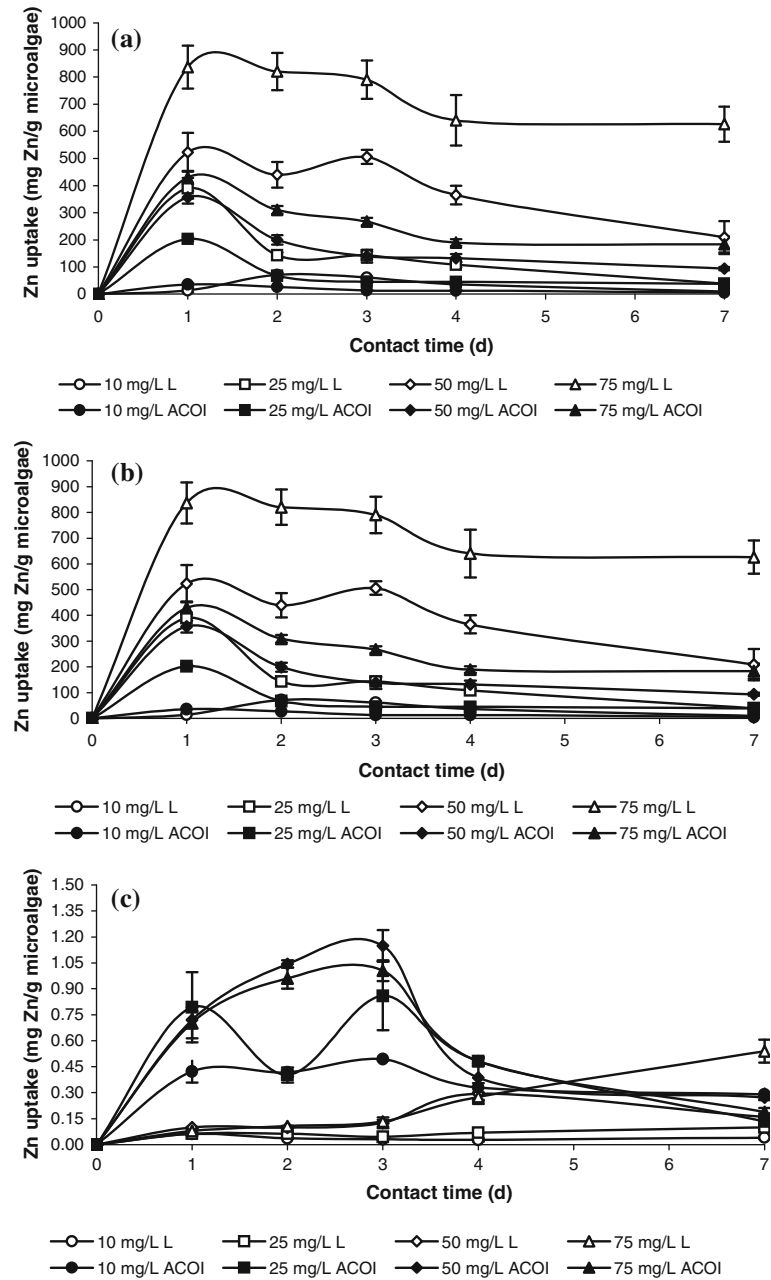 (a)
Zn uptake (mg Zn/g microalgae)
1000
900
800
700
600
500
400
300
200
100
0
0 1 2 3 4 5 6 7
Contact time (d)
10 mg/L L 25 mg/L L 50 mg/L L 75 mg/L L
10 mg/L ACOI 25 mg/L ACOI 50 mg/L ACOI 75 mg/L ACOI
(b)
Zn uptake (mg Zn/g microalgae)
1000
900
800
700
600
500
400
300
200
100
0
0 1 2 3 4 5 6 7
Contact time (d)
10 mg/L L 25 mg/L L 50 mg/L L 75 mg/L L
10 mg/L ACOI 25 mg/L ACOI 50 mg/L ACOI 75 mg/L ACOI
(c)
Zn uptake (mg Zn/g microalgae)
1.50
1.35
1.20
1.05
0.90
0.75
0.60
0.45
0.30
0.15
0.00
0 1 2 3 4 5 6 7
Contact time (d)
10 mg/L L 25 mg/L L 50 mg/L L 75 mg/L L
10 mg/L ACOI 25 mg/L ACOI 50 mg/L ACOI 75 mg/L ACOI